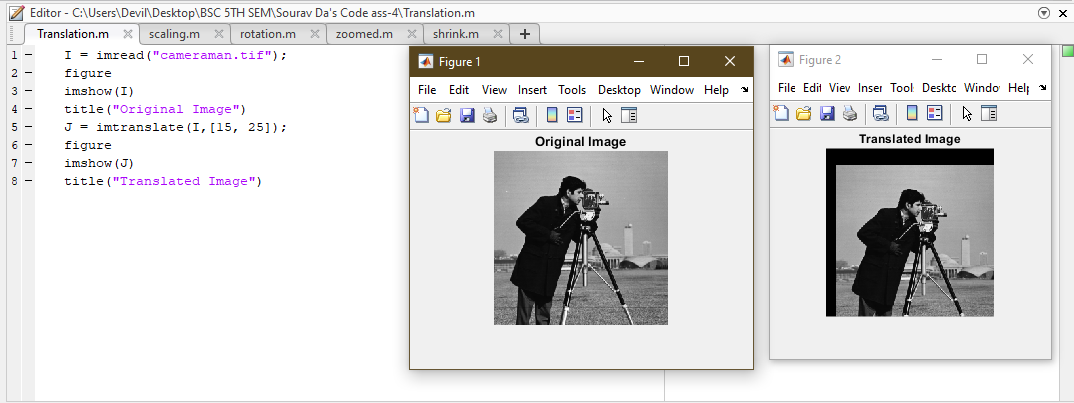 Editor - C:\Users\Devil\Desktop\BSC 5TH SEM\Sourav Da's Code ass-4\Translation.m
Translation.m scaling.m rotation.m zoomed.m shrink.m
1 I = imread("cameraman.tif");
2 figure
3 imshow(I)
4 title("Original Image")
5 J = imtranslate(I,[15, 25]);
6 figure
7 imshow(J)
8 title("Translated Image")
Figure 1
File Edit View Insert Tools Desktop Window Help
Original Image
Figure 2
File Edit View Inser Tool Deskto Windo Help
Translated Image